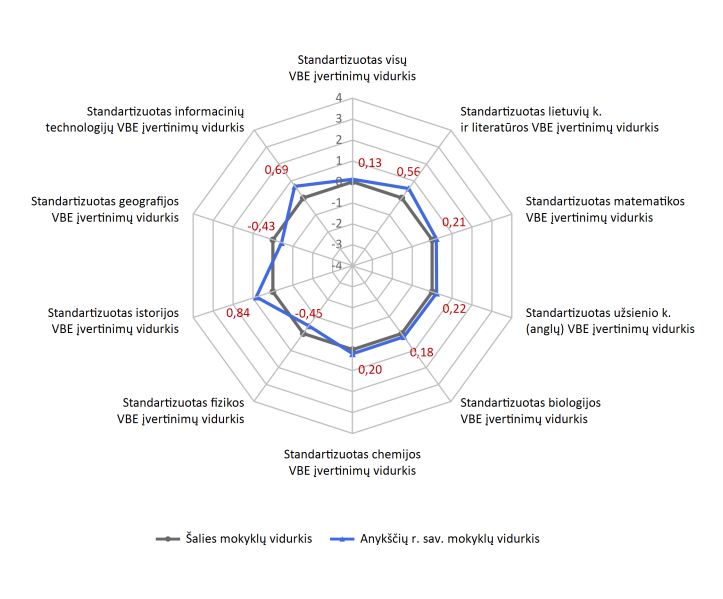 Standartizuotas visų
VBE įvertinimų vidurkis
Standartizuotas informacinių
technologijų VBE įvertinimų vidurkis
Standartizuotas lietuvių k.
ir literatūros VBE įvertinimų vidurkis
4
3
2
1
0
-1
-2
-3
-4
0,13
0,56
0,69
Standartizuotas geografijos
VBE įvertinimų vidurkis
-0,43
0,21
Standartizuotas matematikos
VBE įvertinimų vidurkis
Standartizuotas istorijos
VBE įvertinimų vidurkis
0,84
-0,45
0,22
Standartizuotas užsienio k.
(anglų) VBE įvertinimų vidurkis
0,20
0,18
Standartizuotas fizikos
VBE įvertinimų vidurkis
Standartizuotas biologijos
VBE įvertinimų vidurkis
Standartizuotas chemijos
VBE įvertinimų vidurkis
Šalies mokyklų vidurkis
Anykščių r. sav. mokyklų vidurkis